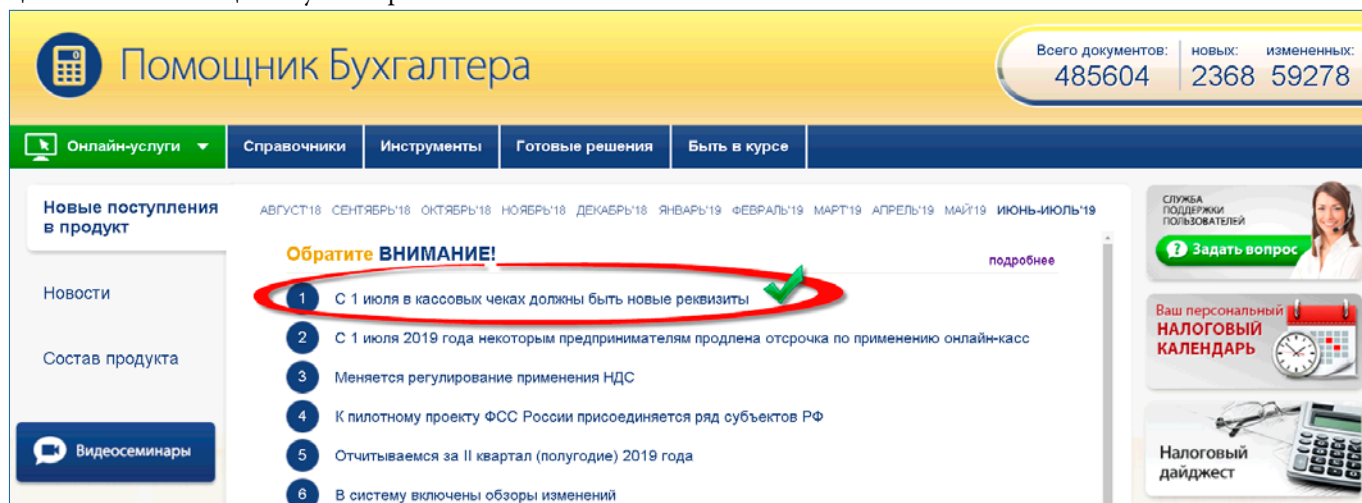 Помощник Бухгалтера
Всего документов: новых: измененных:
485604 2368 59278
Онлайн-услуги Справочники Инструменты Готовые решения Быть в курсе
Новые поступления
в продукт
АВГУСТ'18 СЕНТЯБРЬ'18 ОКТЯБРЬ'18 НОЯБРЬ'18 ДЕКАБРЬ'18 ЯНВАРЬ'19 ФЕВРАЛЬ'19 МАРТ'19 АПРЕЛЬ'19 МАЙ'19 ИЮНЬ-ИЮЛЬ'19
Обратите ВНИМАНИЕ!
подробнее
1 С 1 июля в кассовых чеках должны быть новые реквизиты
2 С 1 июля 2019 года некоторым предпринимателям продлена отсрочка по применению онлайн-касс
3 Меняется регулирование применения НДС
4 К пилотному проекту ФСС России присоединяется ряд субъектов РФ
5 Отчитываемся за II квартал (полугодие) 2019 года
6 В систему включены обзоры изменений
Новости
Состав продукта
Видеосеминары
СЛУЖБА
ПОДДЕРЖКИ
ПОЛЬЗОВАТЕЛЕЙ
? Задать вопрос
Ваш персональный
НАЛОГОВЫЙ
КАЛЕНДАРЬ
Налоговый
дайджест